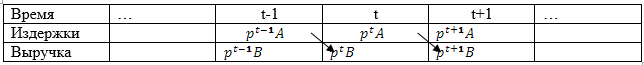 Время … t-1 t t+1 …
Издержки $p^{t-1}A$ $p^{t}A$ $p^{t+1}A$
Выручка $p^{t-1}B$ $p^{t}B$ $p^{t+1}B$